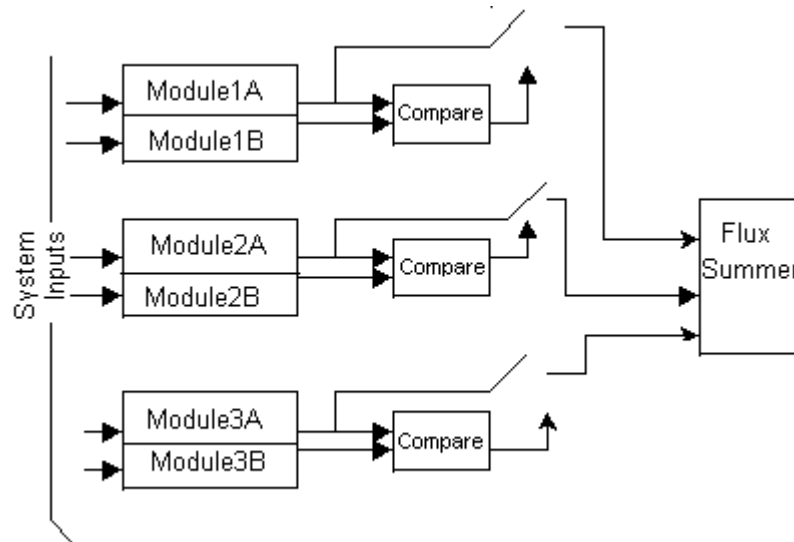 System
Inputs
Module1A
Module1B
Compare
Module2A
Module2B
Compare
Module3A
Module3B
Compare
Flux
Summer